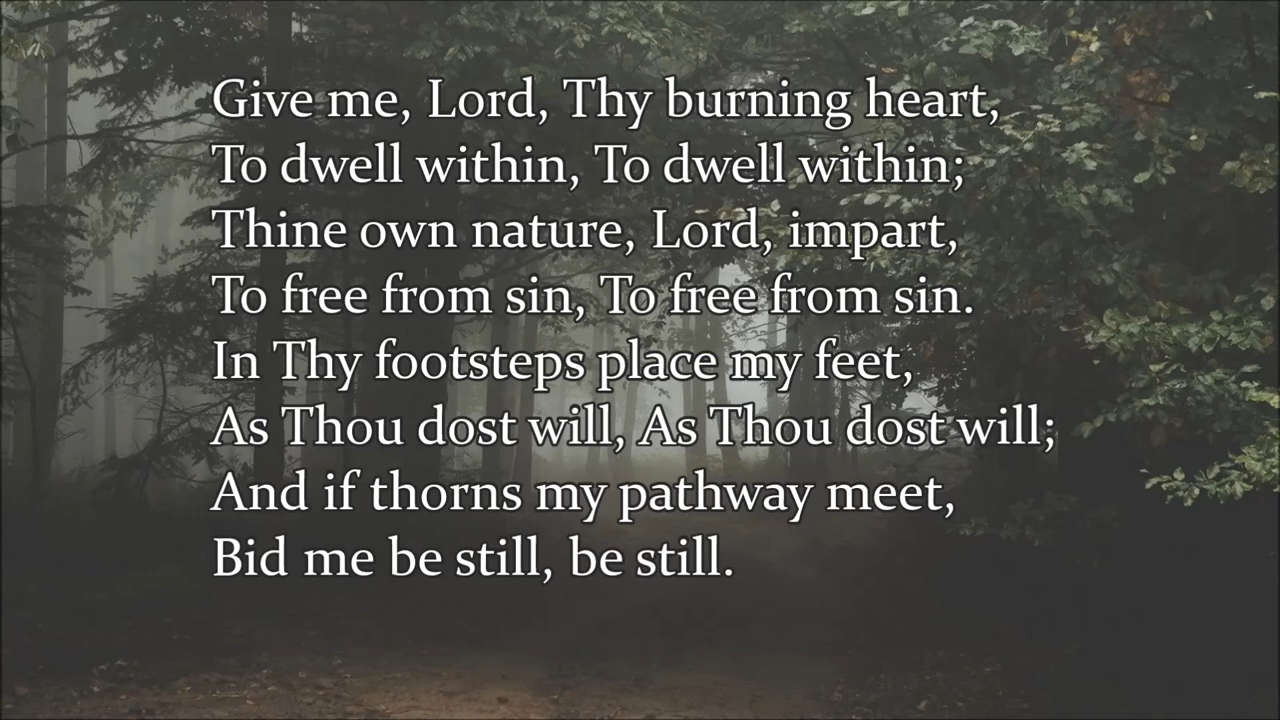 Give me, Lord, Thy burning heart,
To dwell within, To dwell within;
Thine own nature, Lord, impart,
To free from sin, To free from sin.
In Thy footsteps place my feet,
As Thou dost will, As Thou dost will;
And if thorns my pathway meet,
Bid me be still, be still.